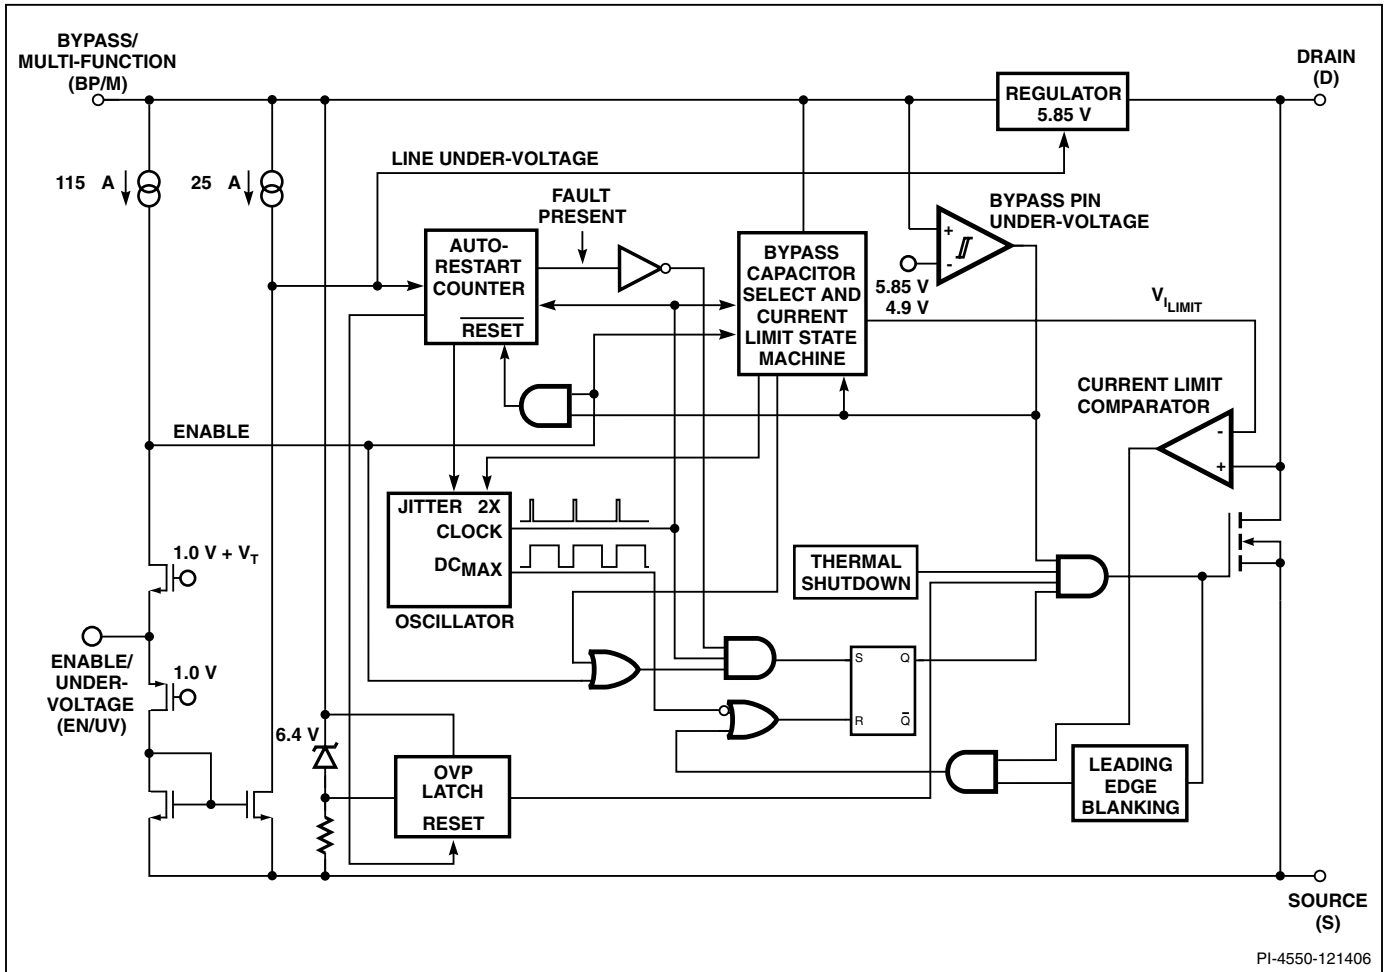 BYPASS/
MULTI-FUNCTION
(BP/M)
DRAIN
(D)
REGULATOR
5.85 V
LINE UNDER-VOLTAGE
115 A
25 A
FAULT
PRESENT
BYPASS PIN
UNDER-VOLTAGE
AUTO-
RESTART
COUNTER
RESET
BYPASS
CAPACITOR
SELECT AND
CURRENT
LIMIT STATE
MACHINE
+
-
5.85 V
4.9 V
VILIMIT
CURRENT LIMIT
COMPARATOR
-
+
ENABLE
JITTER 2X
CLOCK
DCMAX
OSCILLATOR
1.0 V + VT
THERMAL
SHUTDOWN
ENABLE/
UNDER-
VOLTAGE
(EN/UV)
1.0 V
S Q
R Q
6.4 V
OVP
LATCH
RESET
LEADING
EDGE
BLANKING
SOURCE
(S)
PI-4550-121406